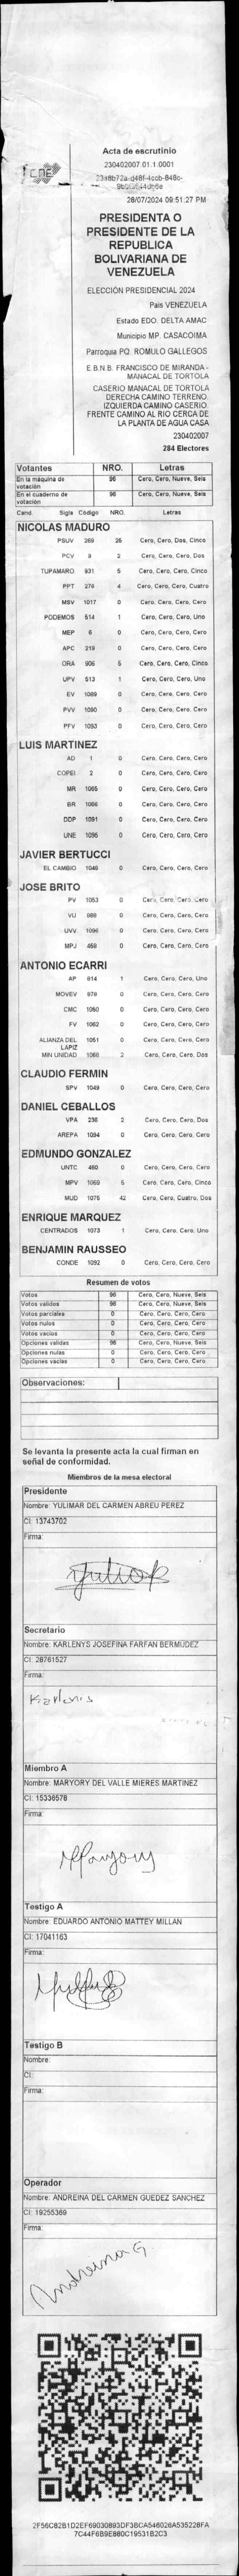 CNE
Acta de escrutinio
230402007.01.1.0001
28/07/2024 09:51:27 PM
PRESIDENTA O
PRESIDENTE DE LA
REPUBLICA
BOLIVARIANA DE
VENEZUELA
ELECCIÓN PRESIDENCIAL 2024
País VENEZUELA
Estado EDO. DELTA AMAC
Municipio MP. CASACOIMA
Parroquia PQ. ROMULO GALLEGOS
E.B.N.B. FRANCISCO DE MIRANDA -
MANACAL DE TORTOLA
CASERIO MANACAL DE TORTOLA
DERECHA CAMINO TERRENO.
IZQUIERDA CAMINO CASERIO.
FRENTE CAMINO AL RIO CERCA DE
LA PLANTA DE AGUA CASA
230402007
284 Electores
Votantes NRO. Letras
En la máquina de votación 96 Cero, Cero, Nueve, Seis
En el cuaderno de votación 96 Cero, Cero, Nueve, Seis
Cand. Sigla Código NRO. Letras
NICOLAS MADURO
PSUV 269 25 Cero, Cero, Dos, Cinco
PCV 3 2 Cero, Cero, Cero, Dos
TUPAMARO 931 5 Cero, Cero, Cero, Cinco
PPT 276 4 Cero, Cero, Cero, Cuatro
MSV 1017 0 Cero, Cero, Cero, Cero
PODEMOS 514 1 Cero, Cero, Cero, Uno
MEP 6 0 Cero, Cero, Cero, Cero
APC 219 0 Cero, Cero, Cero, Cero
ORA 906 5 Cero, Cero, Cero, Cinco
UPV 513 1 Cero, Cero, Cero, Uno
EV 1089 0 Cero, Cero, Cero, Cero
PVV 1090 0 Cero, Cero, Cero, Cero
PFV 1093 0 Cero, Cero, Cero, Cero
LUIS MARTINEZ
AD 1 0 Cero, Cero, Cero, Cero
COPEI 2 0 Cero, Cero, Cero, Cero
MR 1065 0 Cero, Cero, Cero, Cero
BR 1066 0 Cero, Cero, Cero, Cero
DDP 1091 0 Cero, Cero, Cero, Cero
UNE 1095 0 Cero, Cero, Cero, Cero
JAVIER BERTUCCI
EL CAMBIO 1046 0 Cero, Cero, Cero, Cero
JOSE BRITO
PV 1053 0 Cero, Cero, Cero, Cero
VU 989 0 Cero, Cero, Cero, Cero
UVV 1096 0 Cero, Cero, Cero, Cero
MPJ 458 0 Cero, Cero, Cero, Cero
ANTONIO ECARRI
AP 814 1 Cero, Cero, Cero, Uno
MOVEV 979 0 Cero, Cero, Cero, Cero
CMC 1050 0 Cero, Cero, Cero, Cero
FV 1062 0 Cero, Cero, Cero, Cero
ALIANZA DEL LAPIZ 1051 0 Cero, Cero, Cero, Cero
MIN UNIDAD 1068 2 Cero, Cero, Cero, Dos
CLAUDIO FERMIN
SPV 1049 0 Cero, Cero, Cero, Cero
DANIEL CEBALLOS
VPA 236 2 Cero, Cero, Cero, Dos
AREPA 1094 0 Cero, Cero, Cero, Cero
EDMUNDO GONZALEZ
UNTC 460 0 Cero, Cero, Cero, Cero
MPV 1069 5 Cero, Cero, Cero, Cinco
MUD 1075 42 Cero, Cero, Cuatro, Dos
ENRIQUE MARQUEZ
CENTRADOS 1073 1 Cero, Cero, Cero, Uno
BENJAMIN RAUSSEO
CONDE 1092 0 Cero, Cero, Cero, Cero
Resumen de votos
Votos 96 Cero, Cero, Nueve, Seis
Votos válidos 96 Cero, Cero, Nueve, Seis
Votos parciales 0 Cero, Cero, Cero, Cero
Votos nulos 0 Cero, Cero, Cero, Cero
Votos vacíos 0 Cero, Cero, Cero, Cero
Opciones válidas 96 Cero, Cero, Nueve, Seis
Opciones nulas 0 Cero, Cero, Cero, Cero
Opciones vacías 0 Cero, Cero, Cero, Cero
Observaciones:
Se levanta la presente acta la cual firman en
señal de conformidad.
Miembros de la mesa electoral
Presidente
Nombre: YULIMAR DEL CARMEN ABREU PEREZ
CI: 13743702
Firma:
Secretario
Nombre: KARLENYS JOSEFINA FARFAN BERMUDEZ
CI: 28761527
Firma:
Karlenis
Miembro A
Nombre: MARYORY DEL VALLE MIERES MARTINEZ
CI: 15336578
Firma:
Testigo A
Nombre: EDUARDO ANTONIO MATTEY MILLAN
CI: 17041163
Firma:
Testigo B
Nombre:
CI:
Firma:
Operador
Nombre: ANDREINA DEL CARMEN GUEDEZ SANCHEZ
CI: 19255369
Firma:
Andreina G
2F56C82B1D2EF69030893DF3BCA546026A535228FA
7C44F6B9E880C19531B2C3